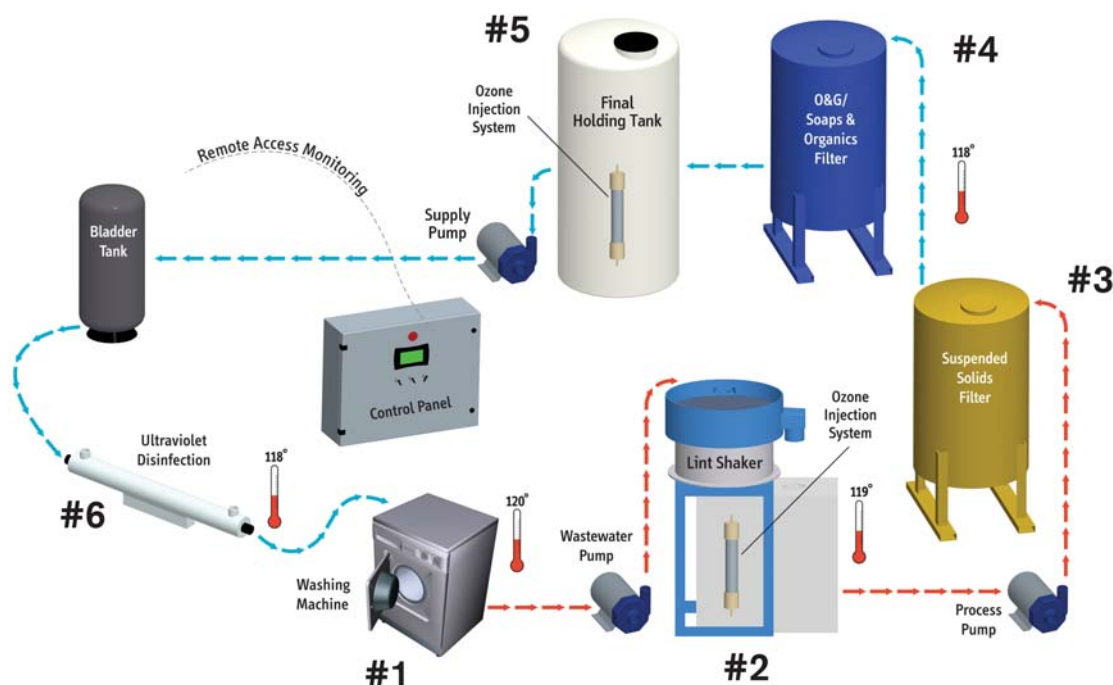 #5
#4
Ozone
Injection
System
Final
Holding Tank
O&G/
Soaps &
Organics
Filter
118°
Remote Access Monitoring
Bladder
Tank
Supply
Pump
#3
Suspended
Solids
Filter
Control Panel
Ozone
Injection
System
Lint Shaker
Ultraviolet
Disinfection
118°
#6
120°
119°
Wastewater
Pump
Washing
Machine
Process
Pump
#1
#2